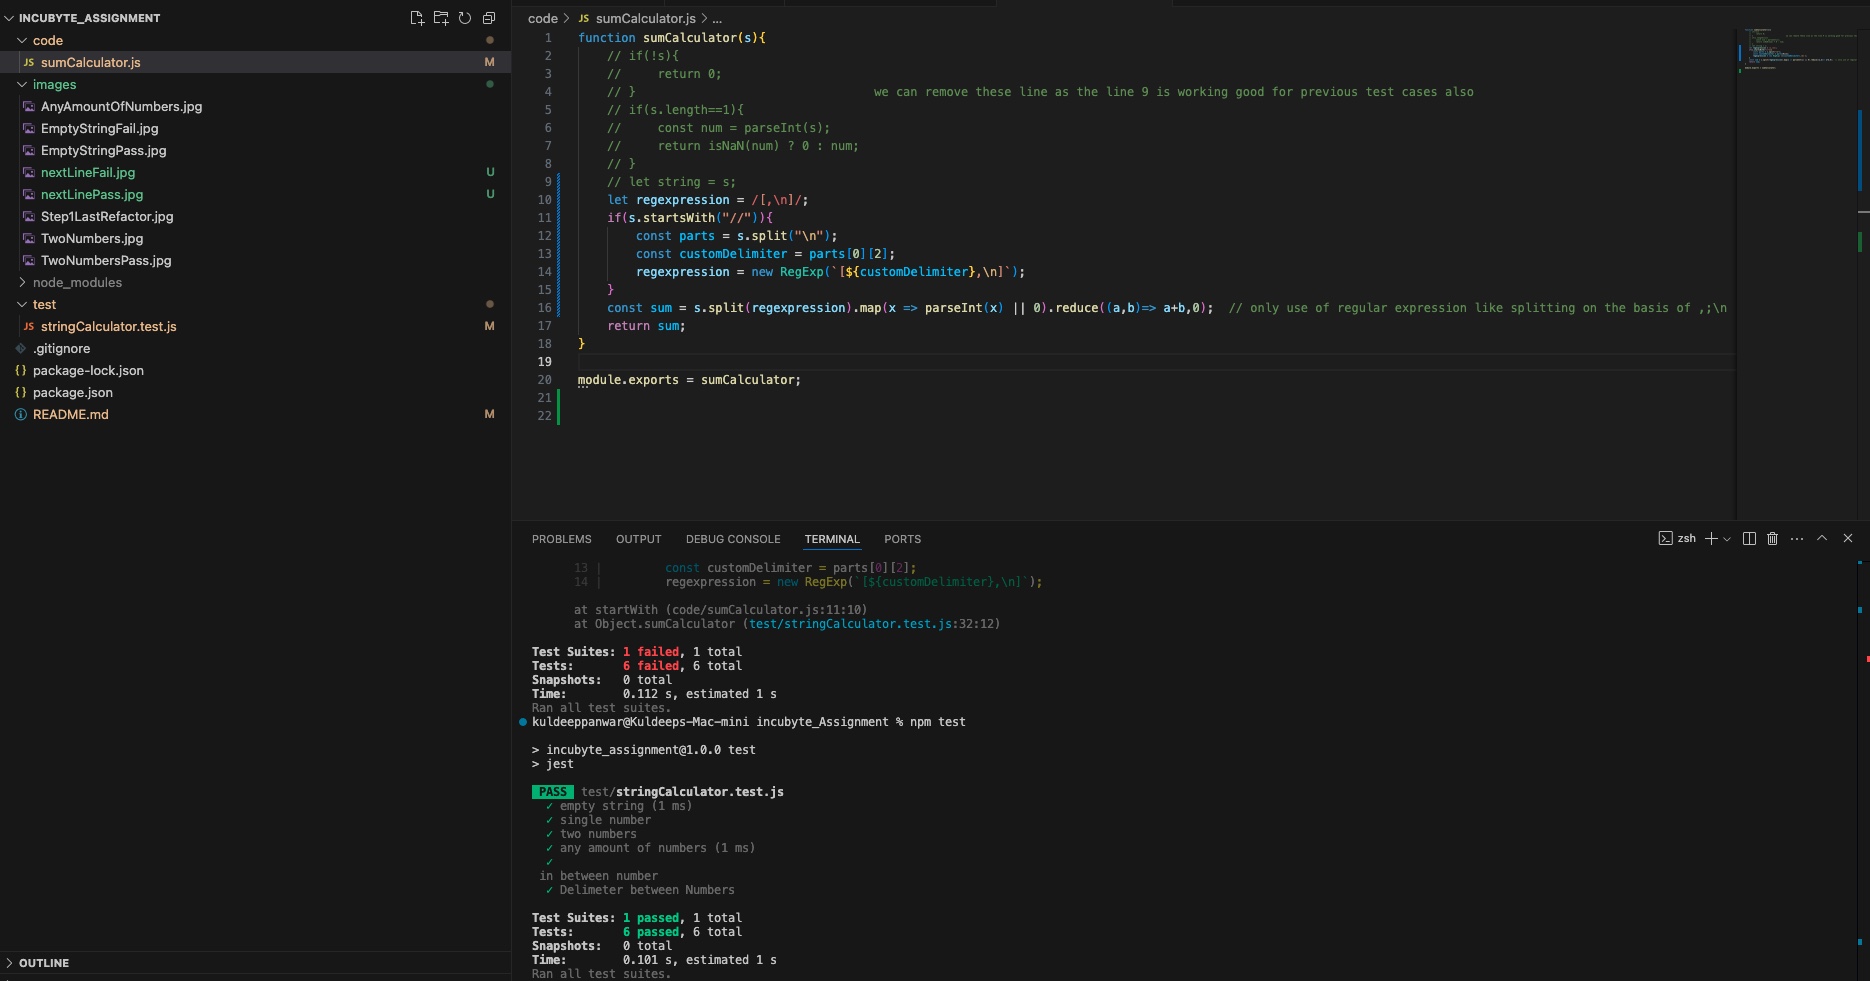 INCUBYTE_ASSIGNMENT
code
JS sumCalculator.js M
images
AnyAmountOfNumbers.jpg
EmptyStringFail.jpg
EmptyStringPass.jpg
nextLineFail.jpg U
nextLinePass.jpg U
Step1LastRefactor.jpg
TwoNumbers.jpg
TwoNumbersPass.jpg
node_modules
test
JS stringCalculator.test.js M
.gitignore
{} package-lock.json
{} package.json
README.md M
OUTLINE
code > JS sumCalculator.js > ...
1 function sumCalculator(s){
2 // if(!s){
3 //     return 0;
4 // }                                 we can remove these line as the line 9 is working good for previous test cases also
5 // if(s.length==1){
6 //     const num = parseInt(s);
7 //     return isNaN(num) ? 0 : num;
8 // }
9 // let string = s;
10 let regexpression = /[,\n]/;
11 if(s.startsWith("//")){
12 const parts = s.split("\n");
13 const customDelimiter = parts[0][2];
14 regexpression = new RegExp(`[${customDelimiter},\n]`);
15 }
16 const sum = s.split(regexpression).map(x => parseInt(x) || 0).reduce((a,b)=> a+b,0);  // only use of regular expression like splitting on the basis of ,;\n
17 return sum;
18 }
19
20 module.exports = sumCalculator;
21
22
PROBLEMS OUTPUT DEBUG CONSOLE TERMINAL PORTS zsh
13 | const customDelimiter = parts[0][2];
14 | regexpression = new RegExp(`[${customDelimiter},\n]`);
at startWith (code/sumCalculator.js:11:10)
at Object.sumCalculator (test/stringCalculator.test.js:32:12)
Test Suites: 1 failed, 1 total
Tests: 6 failed, 6 total
Snapshots: 0 total
Time: 0.112 s, estimated 1 s
Ran all test suites.
kuldeeppanwar@Kuldeeps-Mac-mini incubyte_Assignment % npm test
> incubyte_assignment@1.0.0 test
> jest
PASS test/stringCalculator.test.js
✓ empty string (1 ms)
✓ single number
✓ two numbers
✓ any amount of numbers (1 ms)
✓
in between number
✓ Delimeter between Numbers
Test Suites: 1 passed, 1 total
Tests: 6 passed, 6 total
Snapshots: 0 total
Time: 0.101 s, estimated 1 s
Ran all test suites.